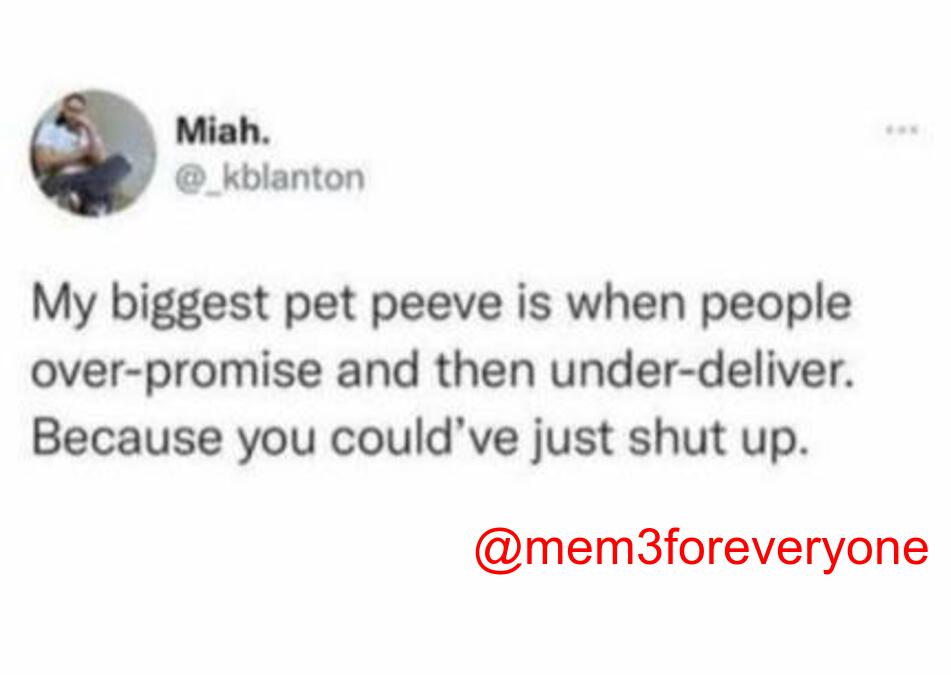 Miah.
@_kblanton
My biggest pet peeve is when people
over-promise and then under-deliver.
Because you could've just shut up.
@mem3foreveryone